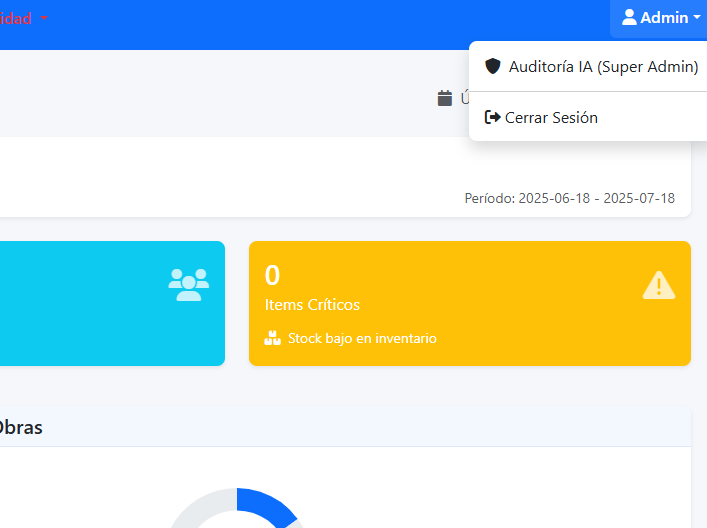 Admin
Auditoría IA (Super Admin)
Cerrar Sesión
Período: 2025-06-18 - 2025-07-18
0
Items Críticos
Stock bajo en inventario
Obras